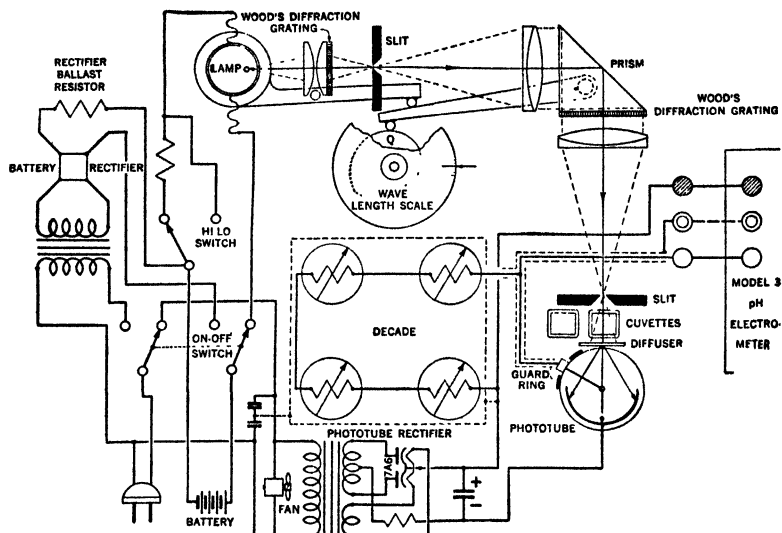 WOOD'S DIFFRACTION
GRATING
SLIT
LAMP
PRISM
RECTIFIER
BALLAST
RESISTOR
WOOD'S
DIFFRACTION GRATING
BATTERY RECTIFIER
WAVE
LENGTH SCALE
HI LO
SWITCH
MODEL 3
pH
ELECTRO-
METER
SLIT
CUVETTES
DIFFUSER
DECADE
ON-OFF
SWITCH
GUARD
RING
PHOTOTUBE
PHOTOTUBE RECTIFIER
7A6
+
-
FAN
BATTERY